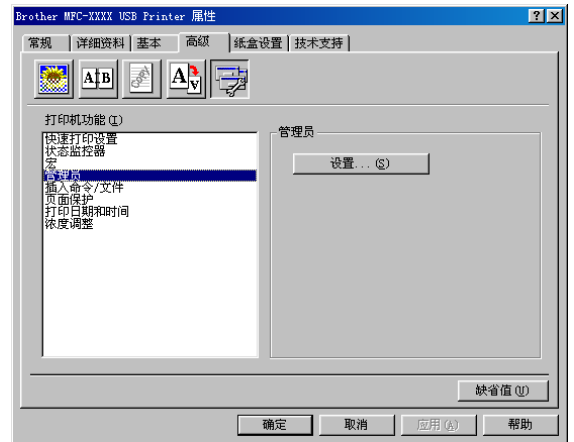 Brother MFC-XXXX USB Printer 属性
常规 详细资料 基本 高级 纸盒设置 技术支持
A B A V
打印机功能(I)
快速打印设置
状态监控器
宏
管理员
插入命令/文件
页面保护
打印日期和时间
浓度调整
管理员
设置...(S)
缺省值(U)
确定 取消 应用(A) 帮助